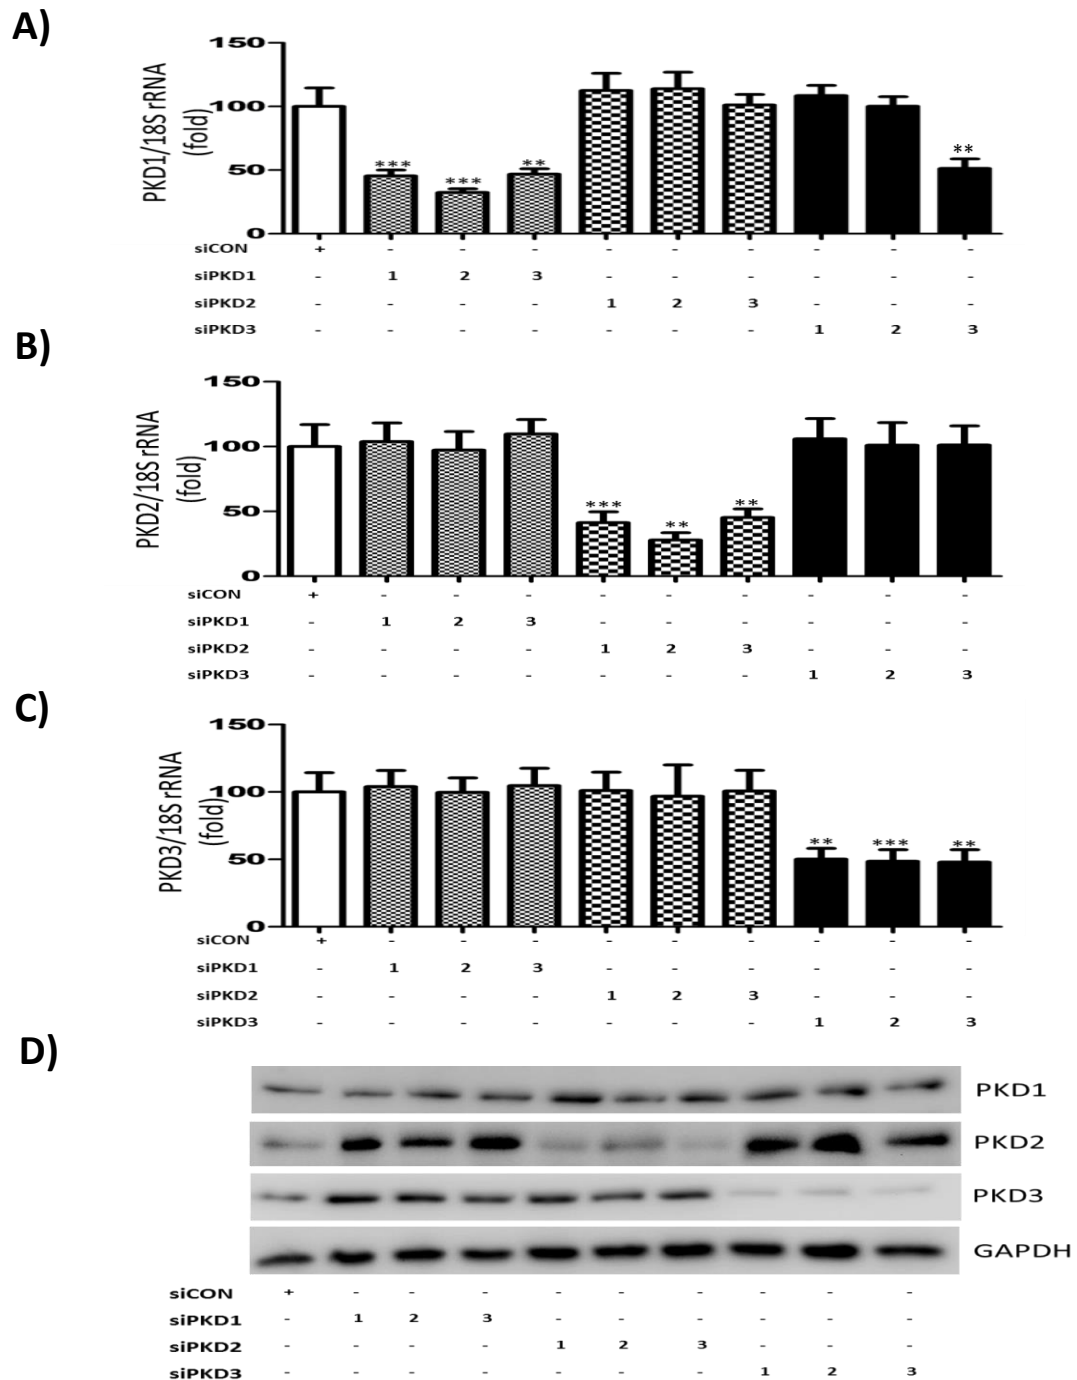 A)
PKD1/18S rRNA
(fold)
150
100
50
0
*** *** ** **
siCON + - - - - - - - - -
siPKD1 - 1 2 3 - - - - - -
siPKD2 - - - - 1 2 3 - - -
siPKD3 - - - - - - - 1 2 3
B)
PKD2/18S rRNA
(fold)
150
100
50
0
*** ** **
siCON + - - - - - - - - -
siPKD1 - 1 2 3 - - - - - -
siPKD2 - - - - 1 2 3 - - -
siPKD3 - - - - - - - 1 2 3
C)
PKD3/18S rRNA
(fold)
150
100
50
0
** *** **
siCON + - - - - - - - - -
siPKD1 - 1 2 3 - - - - - -
siPKD2 - - - - 1 2 3 - - -
siPKD3 - - - - - - - 1 2 3
D)
PKD1
PKD2
PKD3
GAPDH
siCON + - - - - - - - - -
siPKD1 - 1 2 3 - - - - - -
siPKD2 - - - - 1 2 3 - - -
siPKD3 - - - - - - - 1 2 3